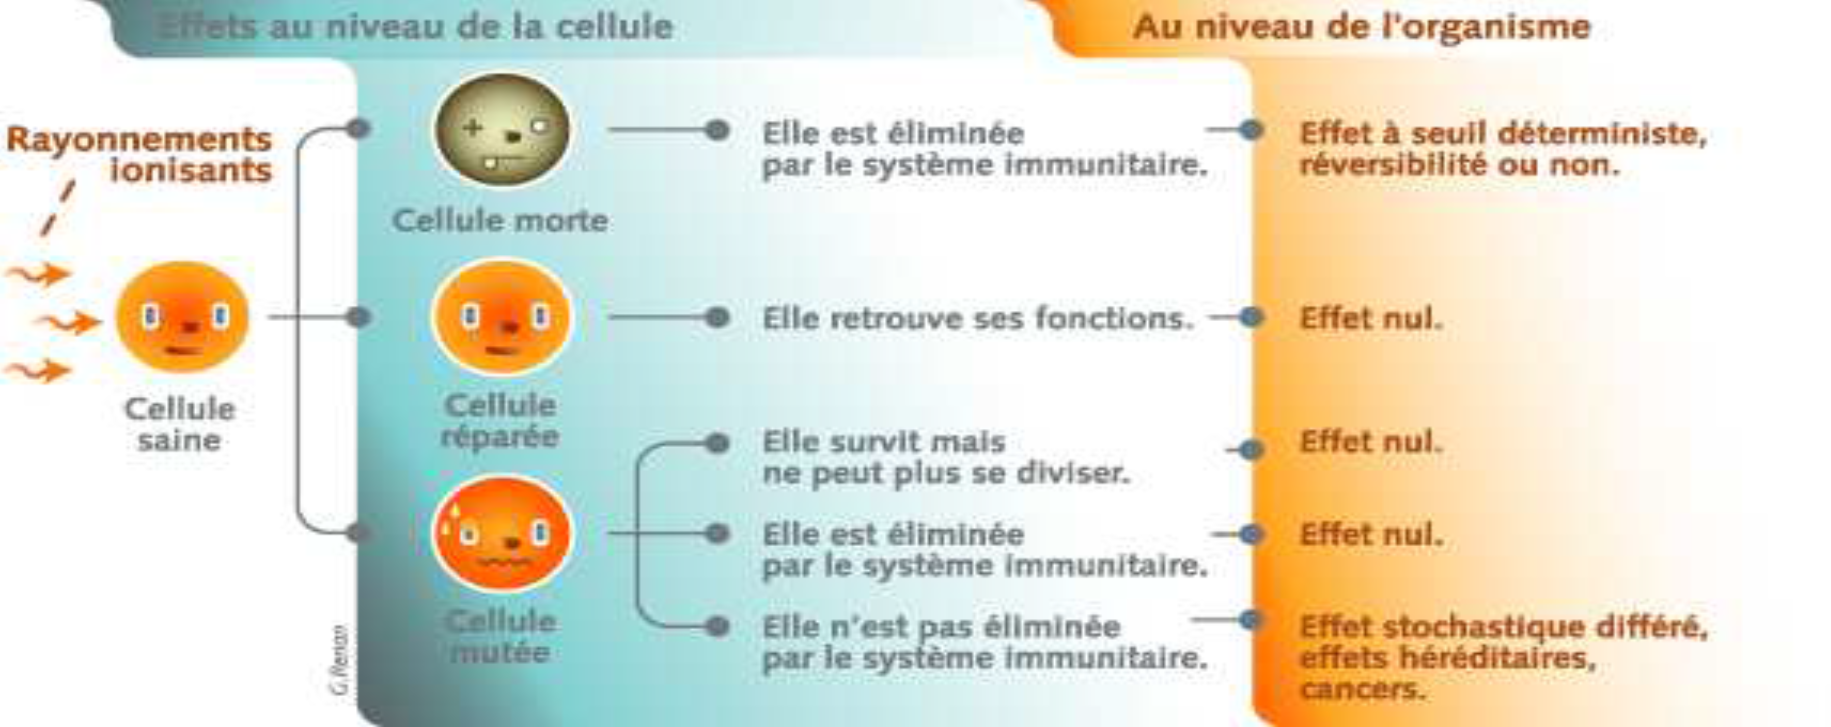 Effets au niveau de la cellule
Au niveau de l'organisme
Rayonnements
ionisants
Cellule
saine
Cellule morte
Elle est éliminée
par le système immunitaire.
Effet à seuil déterministe,
réversibilité ou non.
Cellule
réparée
Elle retrouve ses fonctions.
Effet nul.
Cellule
mutée
Elle survit mais
ne peut plus se diviser.
Effet nul.
Elle est éliminée
par le système immunitaire.
Effet nul.
Elle n'est pas éliminée
par le système immunitaire.
Effet stochastique différé,
effets héréditaires,
cancers.